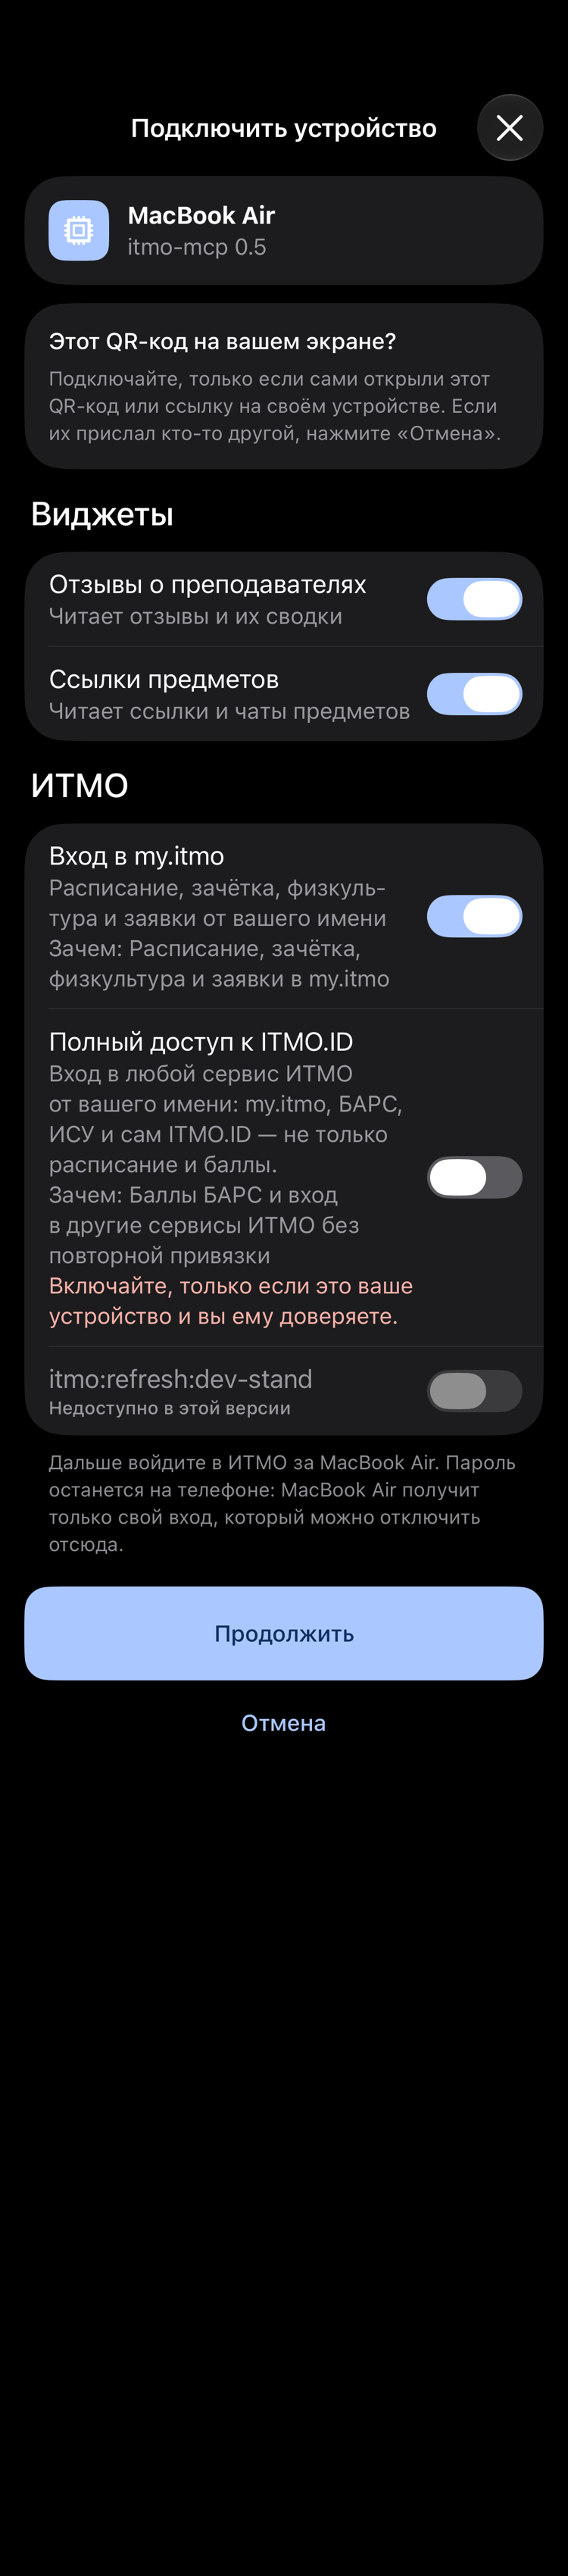 Подключить устройство
MacBook Air
itmo-mcp 0.5
Этот QR-код на вашем экране?
Подключайте, только если сами открыли этот
QR-код или ссылку на своём устройстве. Если
их прислал кто-то другой, нажмите «Отмена».
Виджеты
Отзывы о преподавателях
Читает отзывы и их сводки
Ссылки предметов
Читает ссылки и чаты предметов
ИТМО
Вход в my.itmo
Расписание, зачётка, физкуль-
тура и заявки от вашего имени
Зачем: Расписание, зачётка,
физкультура и заявки в my.itmo
Полный доступ к ITMO.ID
Вход в любой сервис ИТМО
от вашего имени: my.itmo, БАРС,
ИСУ и сам ITMO.ID — не только
расписание и баллы.
Зачем: Баллы БАРС и вход
в другие сервисы ИТМО без
повторной привязки
Включайте, только если это ваше
устройство и вы ему доверяете.
itmo:refresh:dev-stand
Недоступно в этой версии
Дальше войдите в ИТМО за MacBook Air. Пароль
останется на телефоне: MacBook Air получит
только свой вход, который можно отключить
отсюда.
Продолжить
Отмена